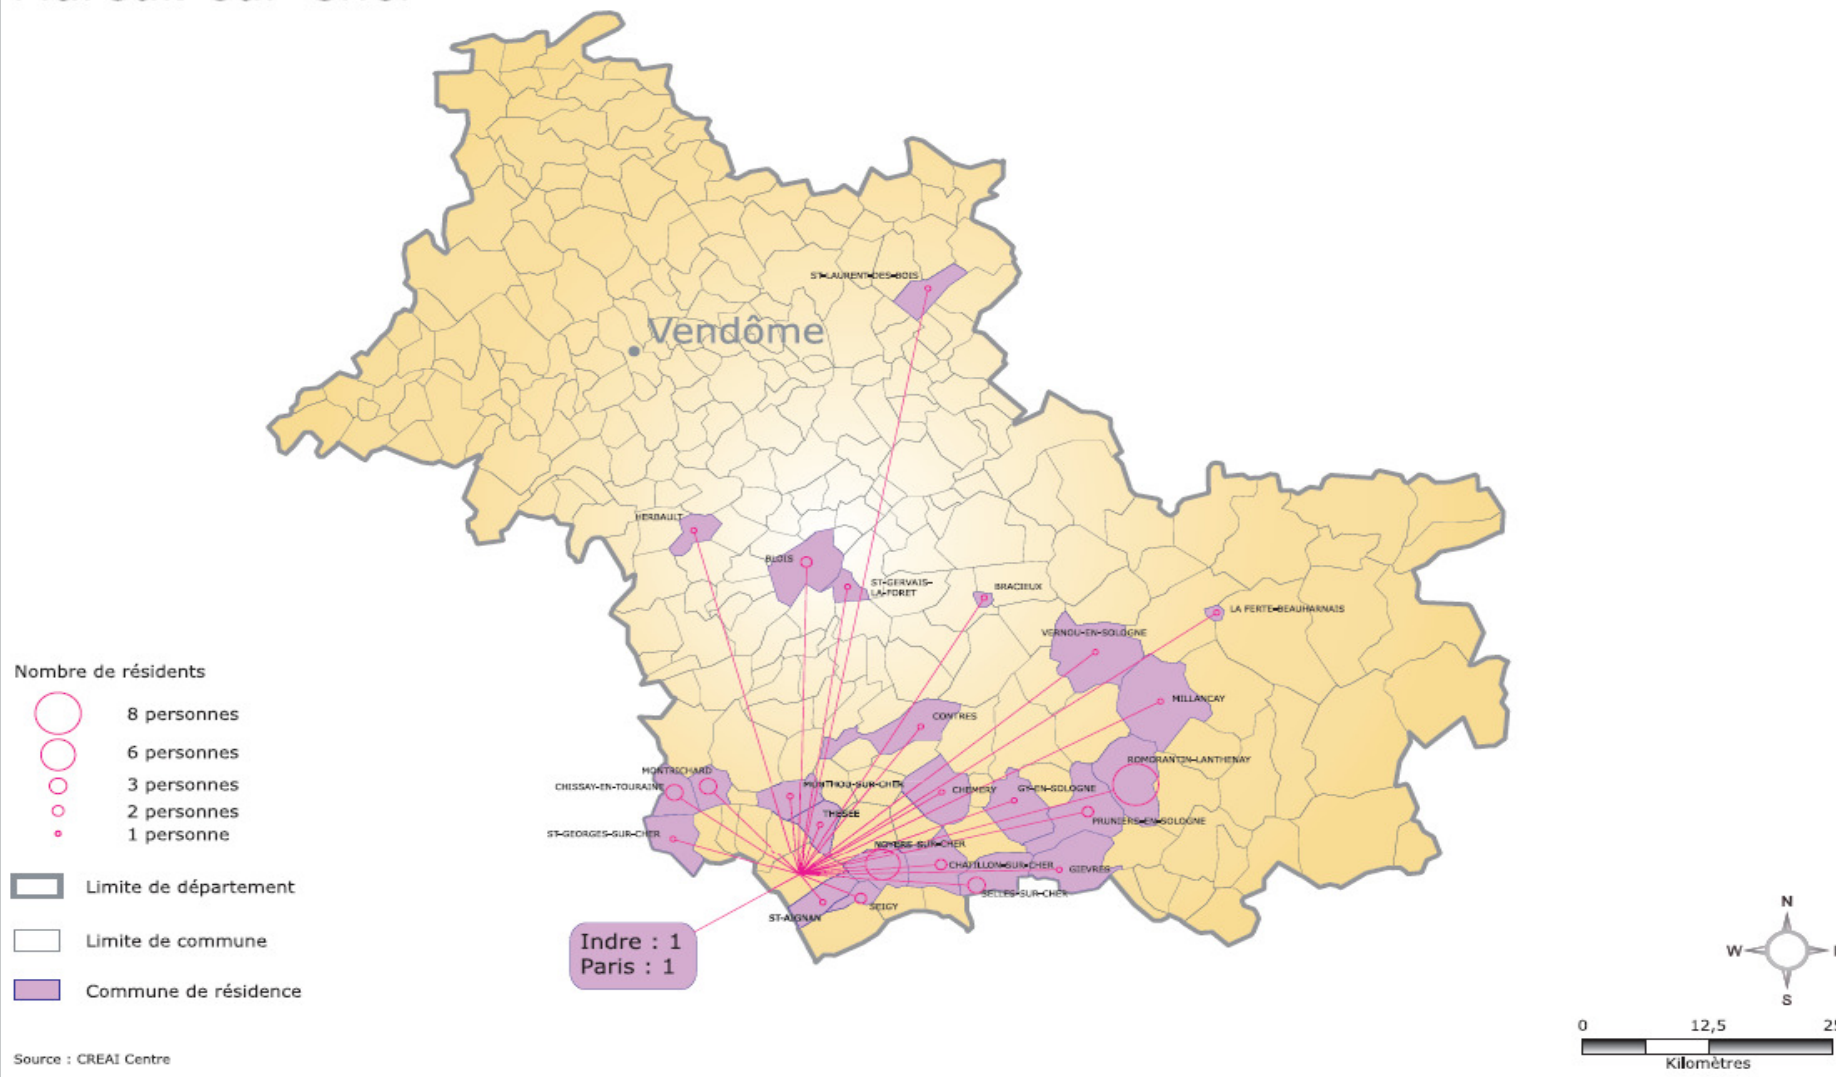 ST-LAURENT-DES-BOIS
Vendôme
HERBAULT
BLOIS
ST-GERVAIS-
LA-FORET
BRACIEUX
LA FERTE-BEAUHARNAIS
VERNOU-EN-SOLOGNE
MILLANCAY
CONTRES
ROMORANTIN-LANTHENAY
MONTRICHARD
CHISSAY-EN-TOURAINE
MONTHOU-SUR-CHER
CHEMERY
GY-EN-SOLOGNE
THESEE
PRUNIERS-EN-SOLOGNE
ST-GEORGES-SUR-CHER
NOYERS-SUR-CHER
CHATILLON-SUR-CHER
GIEVRES
SELLES-SUR-CHER
SEIGY
ST-AIGNAN
Indre : 1
Paris : 1
Nombre de résidents
8 personnes
6 personnes
3 personnes
2 personnes
1 personne
Limite de département
Limite de commune
Commune de résidence
Source : CREAI Centre
N
W
S
0 12,5 25
Kilomètres